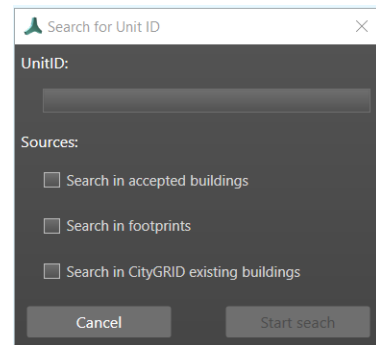 Search for Unit ID
UnitID:
Sources:
Search in accepted buildings
Search in footprints
Search in CityGRID existing buildings
Cancel
Start seach